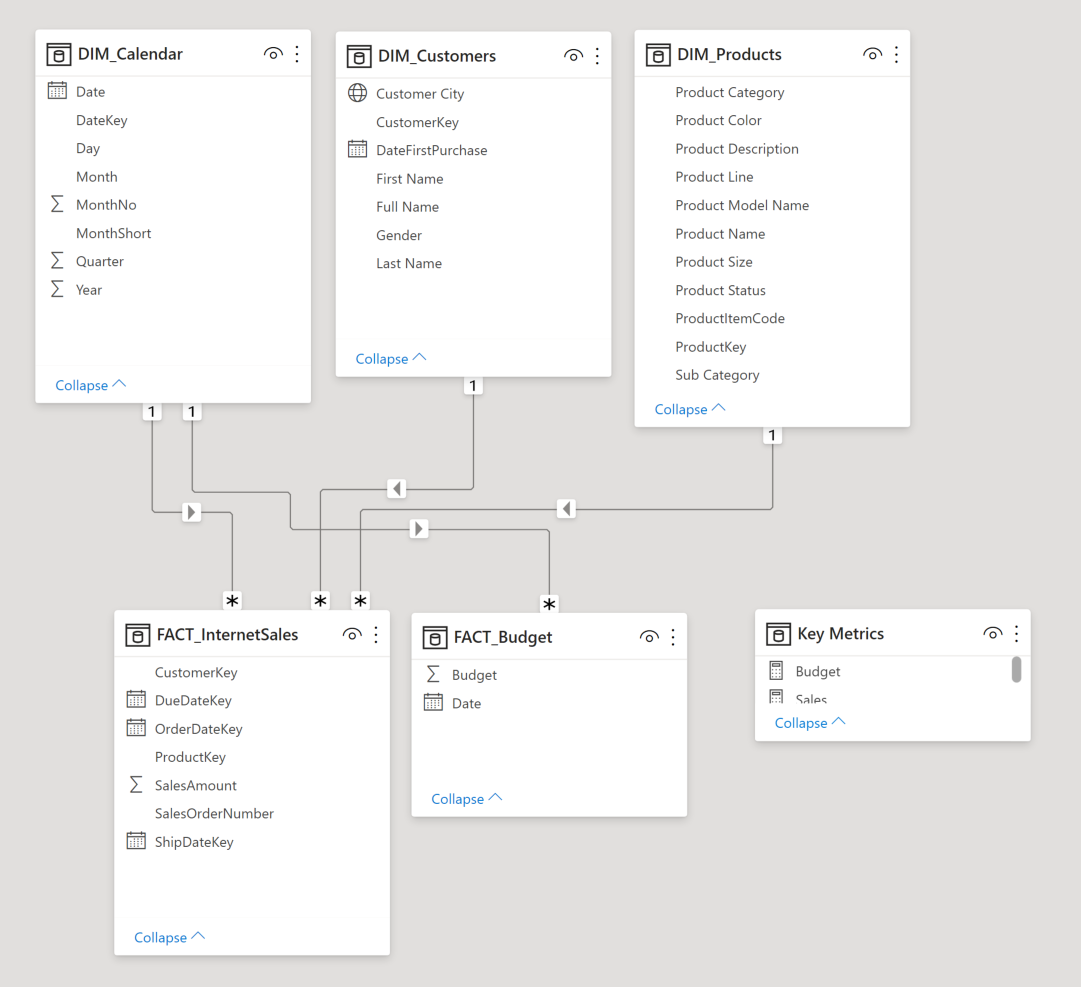 DIM_Calendar
Date
DateKey
Day
Month
MonthNo
MonthShort
Quarter
Year
Collapse
DIM_Customers
Customer City
CustomerKey
DateFirstPurchase
First Name
Full Name
Gender
Last Name
Collapse
DIM_Products
Product Category
Product Color
Product Description
Product Line
Product Model Name
Product Name
Product Size
Product Status
ProductItemCode
ProductKey
Sub Category
Collapse
1
1
1
1
*
*
*
*
FACT_InternetSales
CustomerKey
DueDateKey
OrderDateKey
ProductKey
SalesAmount
SalesOrderNumber
ShipDateKey
Collapse
FACT_Budget
Budget
Date
Collapse
Key Metrics
Budget
Sales
Collapse